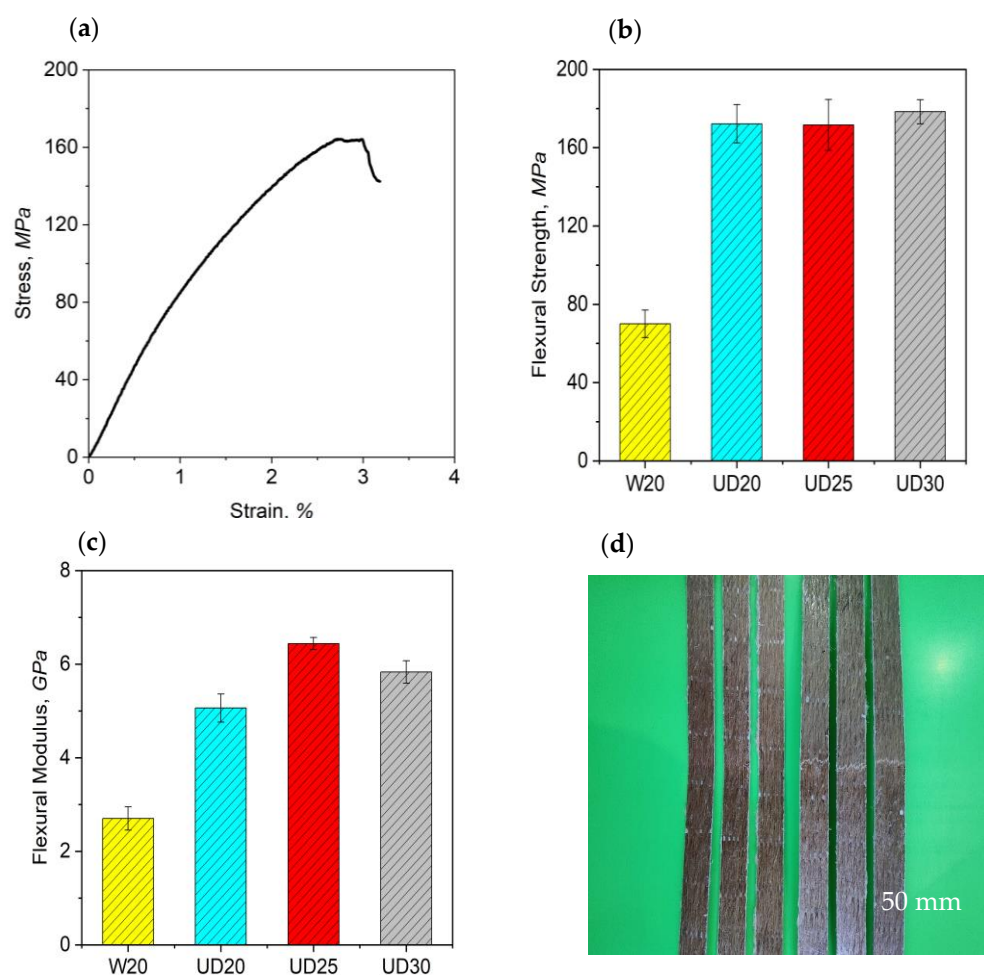 (a)
200
160
120
80
40
0
Stress, MPa
0 1 2 3 4
Strain. %
(b)
200
160
120
80
40
0
Flexural Strength, MPa
W20 UD20 UD25 UD30
(c)
8
6
4
2
0
Flexural Modulus, GPa
W20 UD20 UD25 UD30
(d)
50 mm